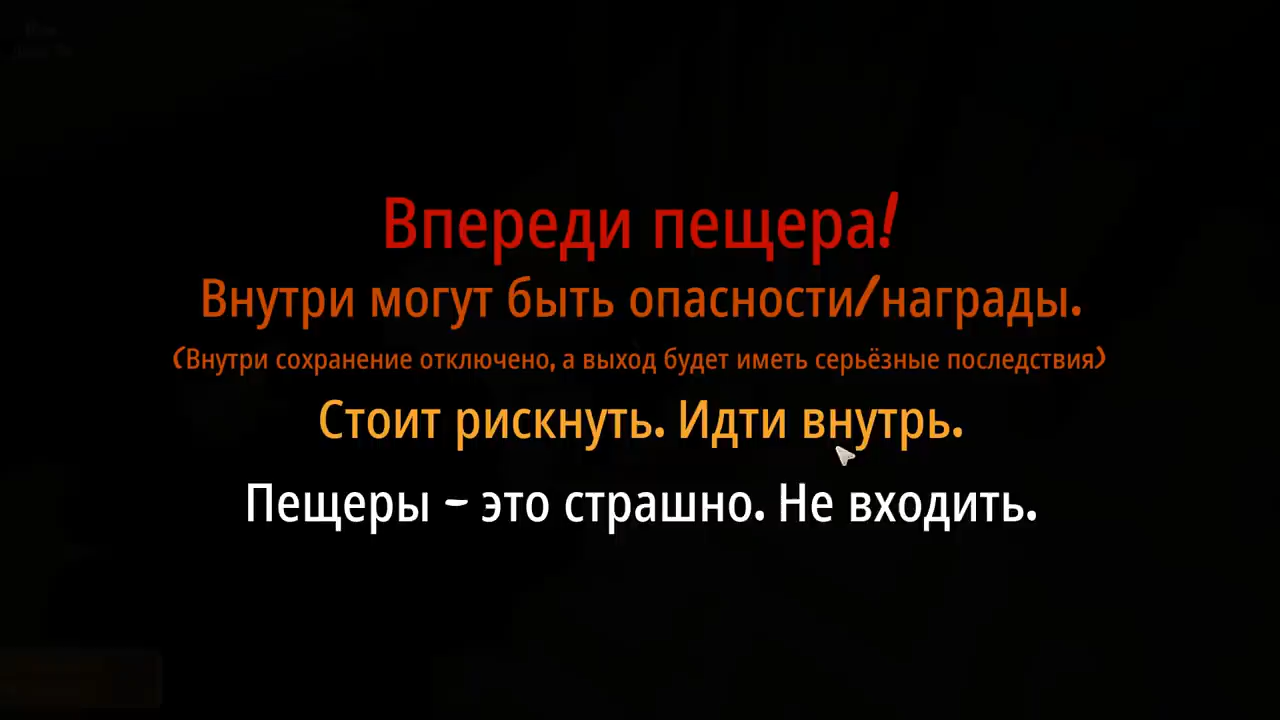 Впереди пещера!
Внутри могут быть опасности/награды.
(Внутри сохранение отключено, а выход будет иметь серьёзные последствия)
Стоит рискнуть. Идти внутрь.
Пещеры – это страшно. Не входить.